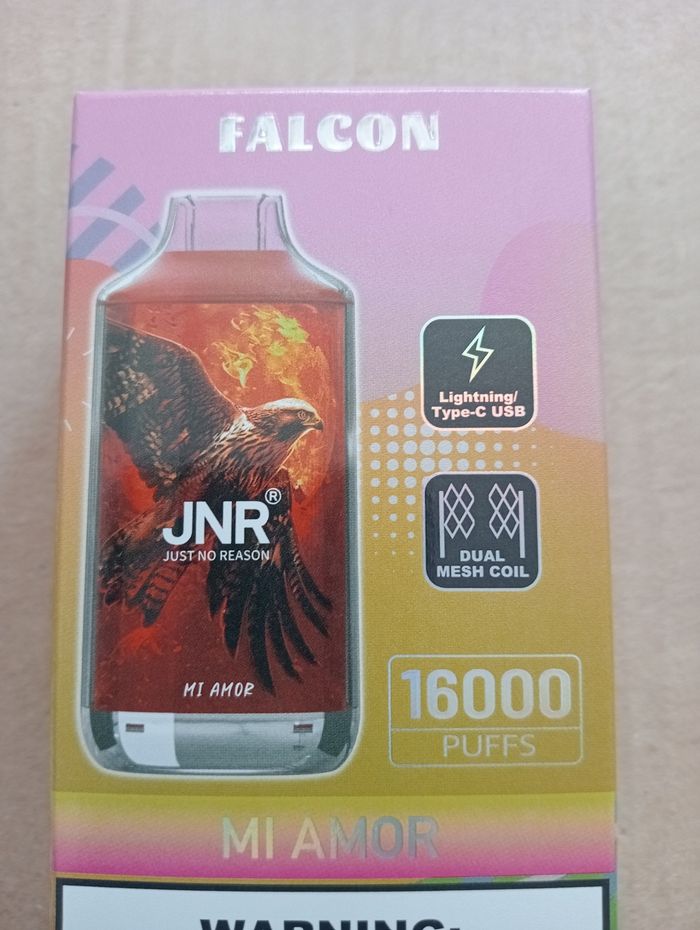 FALCON
Lightning/
Type-C USB
JNR®
JUST NO REASON
DUAL
MESH COIL
MI AMOR
16000
PUFFS
MI AMOR
WARNING: